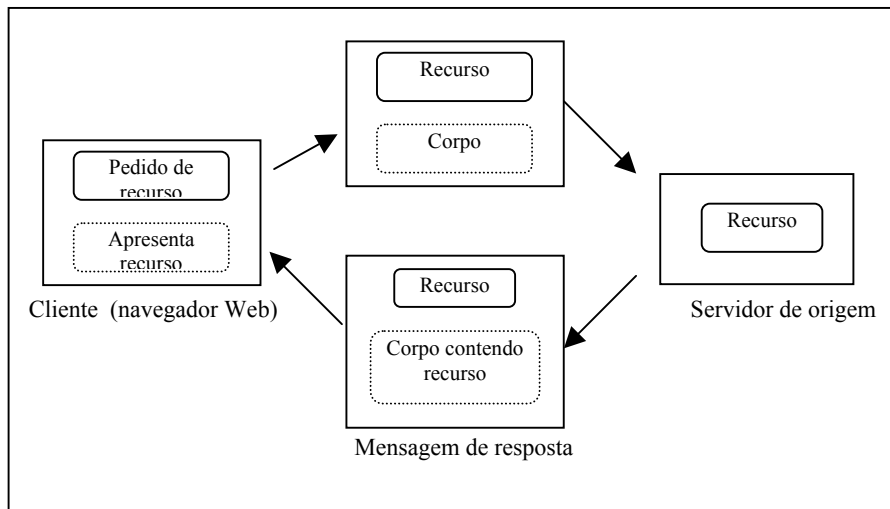 Recurso
Corpo
Pedido de
recurso
Apresenta
recurso
Cliente (navegador Web)
Recurso
Servidor de origem
Recurso
Corpo contendo
recurso
Mensagem de resposta